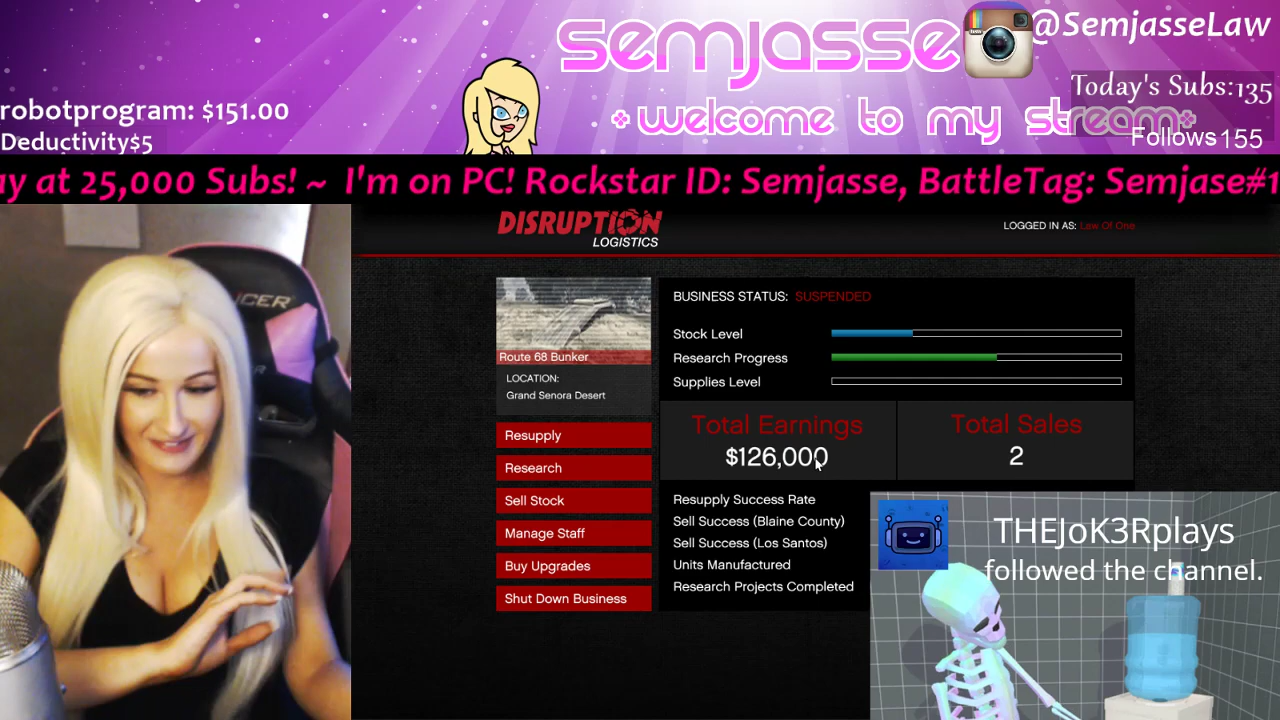 semjasse
@SemjasseLaw
welcome to my stream
Today's Subs:135
Follows155
robotprogram: $151.00
Deductivity$5
ay at 25,000 Subs! ~ I'm on PC! Rockstar ID: Semjasse, BattleTag: Semjase#1
DISRUPTION
LOGISTICS
LOGGED IN AS: Law Of One
Route 68 Bunker
LOCATION:
Grand Senora Desert
Resupply
Research
Sell Stock
Manage Staff
Buy Upgrades
Shut Down Business
BUSINESS STATUS: SUSPENDED
Stock Level
Research Progress
Supplies Level
Total Earnings
$126,000
Total Sales
2
Resupply Success Rate
Sell Success (Blaine County)
Sell Success (Los Santos)
Units Manufactured
Research Projects Completed
THEJoK3Rplays
followed the channel.